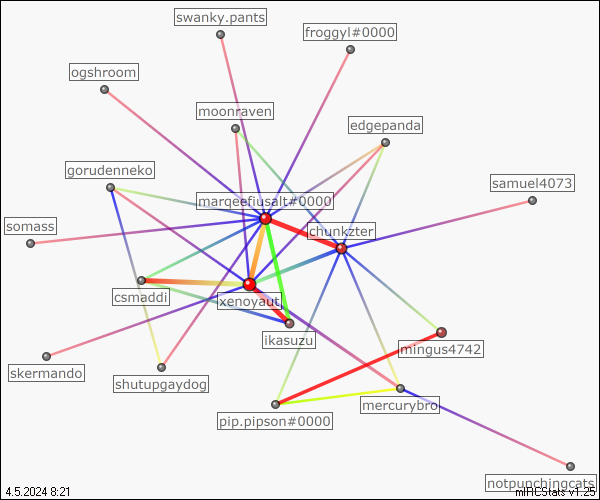 swanky.pants
froggyl#0000
ogshroom
moonraven
edgepanda
gorudenneko
samuel4073
marqeefiusalt#0000
somass
chunkzter
csmaddi
xenoyaut
ikasuzu
mingus4742
skermando
shutupgaydog
mercurybro
pip.pipson#0000
notpunchingcats
4.5.2024 8:21
mIRCStats v1.25